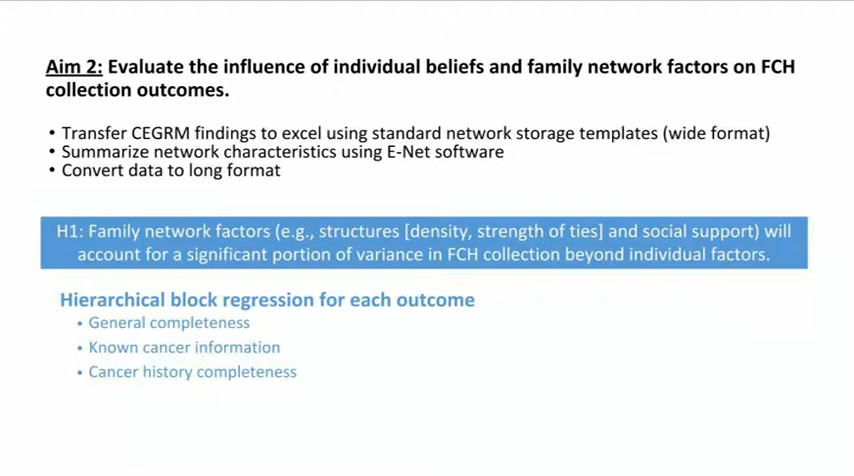 Aim 2: Evaluate the influence of individual beliefs and family network factors on FCH
collection outcomes.
• Transfer CEGRM findings to excel using standard network storage templates (wide format)
• Summarize network characteristics using E-Net software
• Convert data to long format
H1: Family network factors (e.g., structures [density, strength of ties] and social support) will
account for a significant portion of variance in FCH collection beyond individual factors.
Hierarchical block regression for each outcome
• General completeness
• Known cancer information
• Cancer history completeness